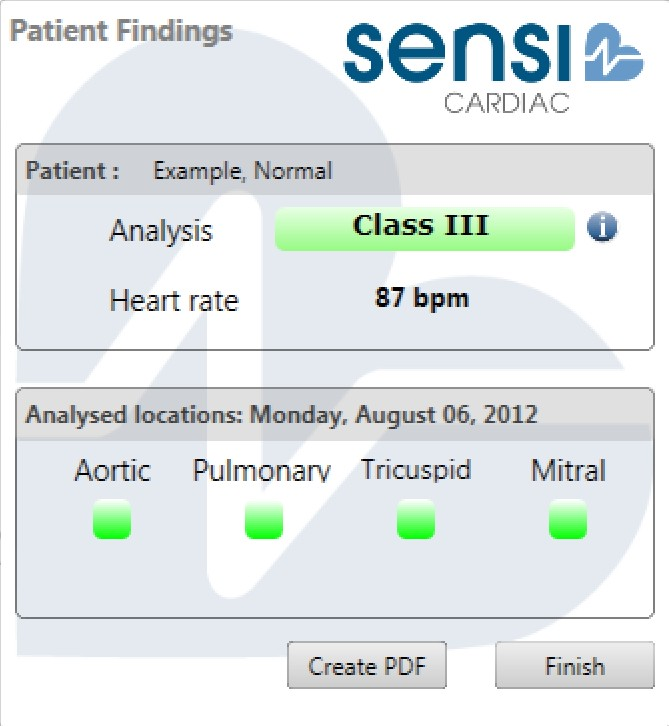 Patient Findings
sensi
CARDIAC
Patient : Example, Normal
Analysis Class III i
Heart rate 87 bpm
Analysed locations: Monday, August 06, 2012
Aortic Pulmonary Tricuspid Mitral
Create PDF Finish